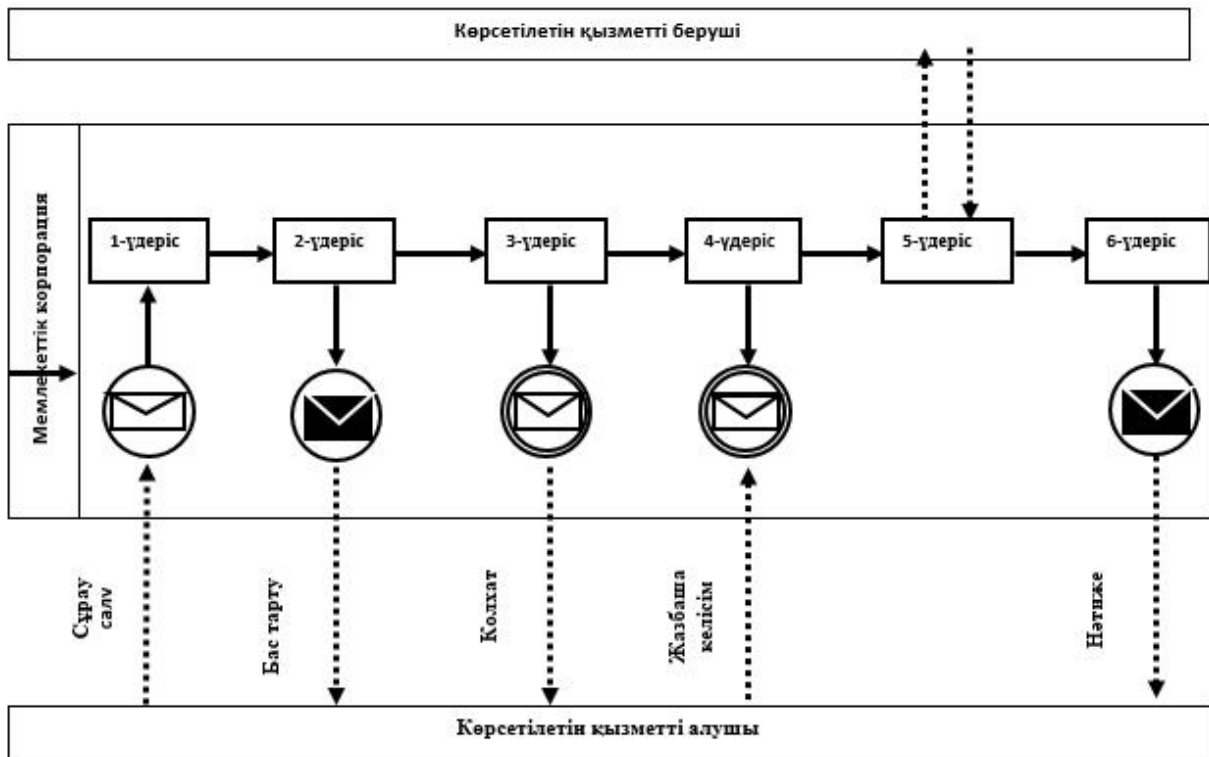 Көрсетілетін қызметті беруші
Мемлекеттік корпорация
1-үдеріс
2-үдеріс
3-үдеріс
4-үдеріс
5-үдеріс
6-үдеріс
Сұрау
салу
Бас тарту
Колхат
Жазбаша
келісім
Нәтиже
Көрсетілетін қызметті алушы